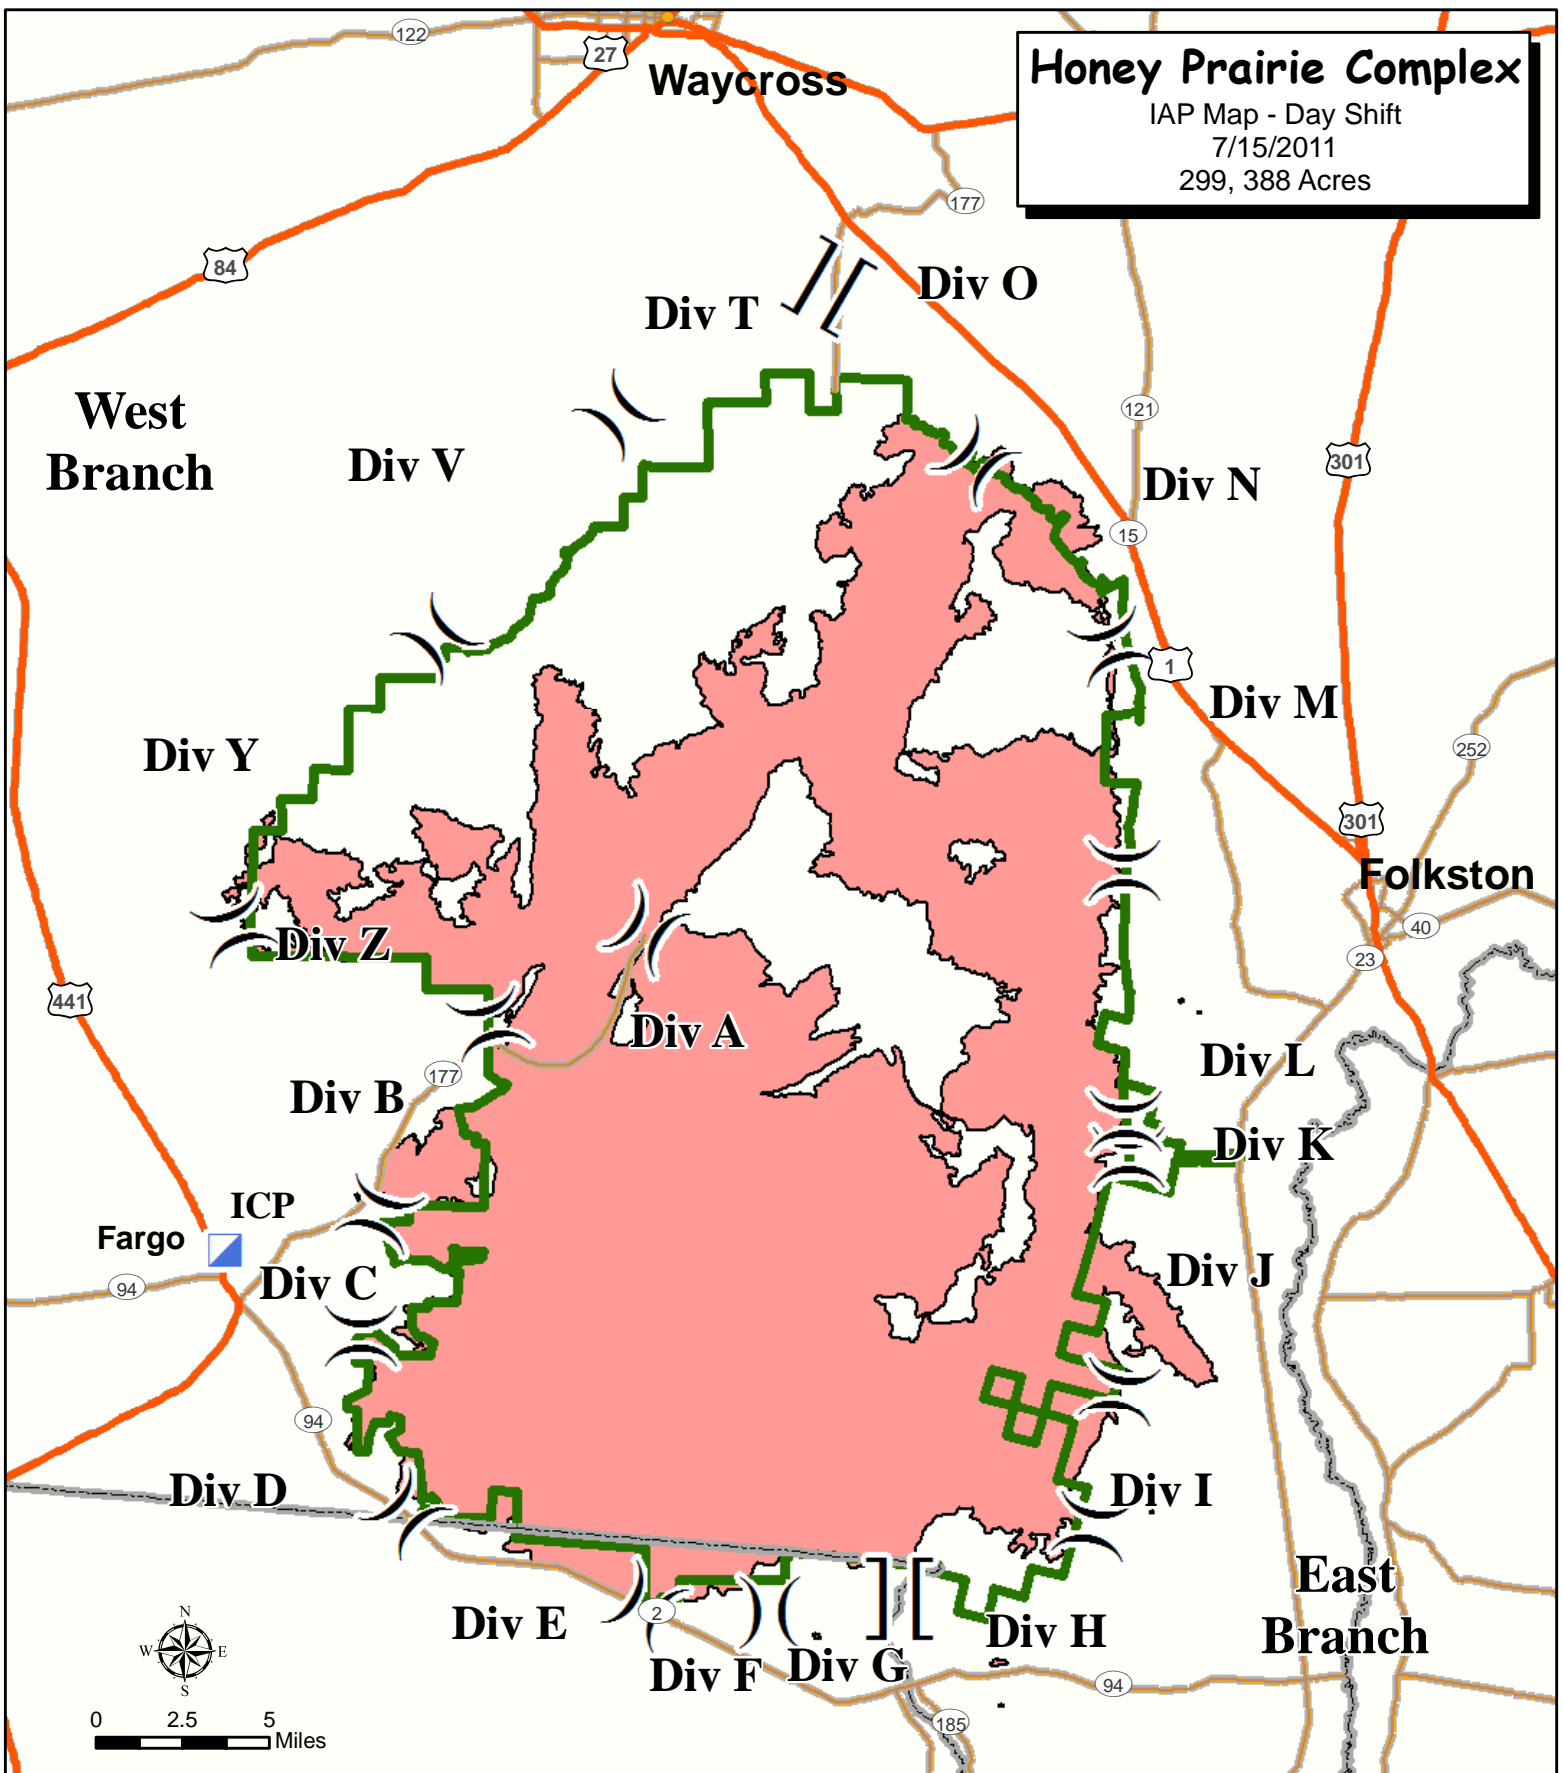 122
27
Waycross
Honey Prairie Complex
IAP Map - Day Shift
7/15/2011
299, 388 Acres
177
84
Div O
Div T
West
Branch
121
Div V
301
Div N
15
1
Div M
252
Div Y
301
Folkston
40
Div Z
23
441
Div A
Div L
177
Div B
Div K
ICP
Fargo
Div J
94
Div C
94
Div D
Div I
East
Branch
2
Div E
Div H
Div F
Div G
94
185
N
W
E
S
0
2.5
5
Miles